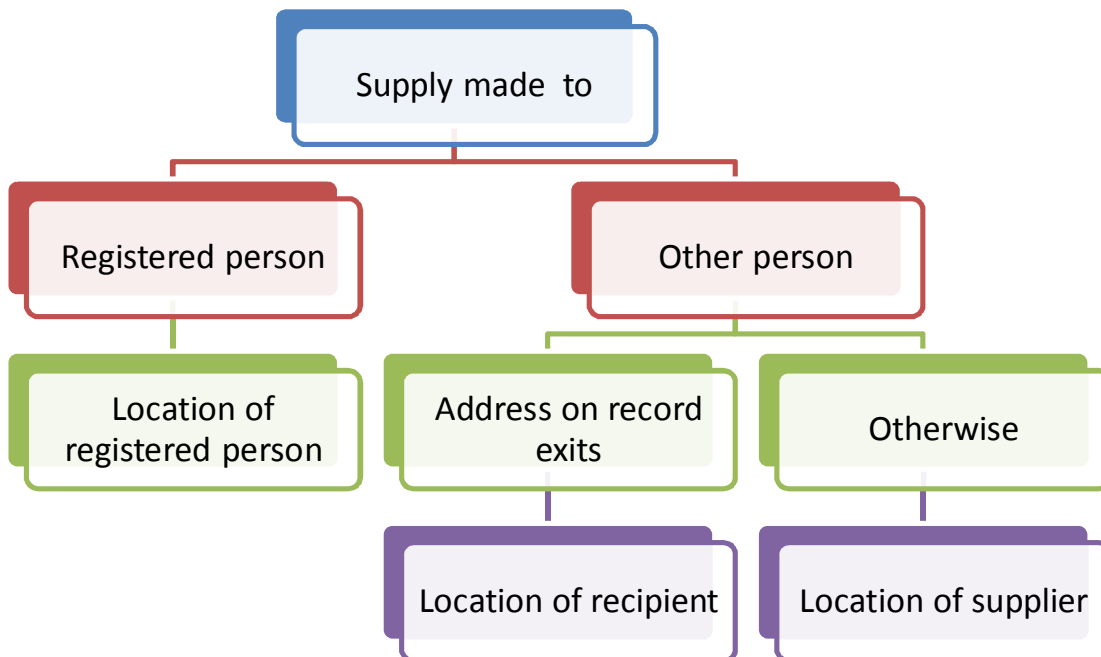 Supply made to
Registered person
Other person
Location of
registered person
Address on record
exits
Otherwise
Location of recipient
Location of supplier